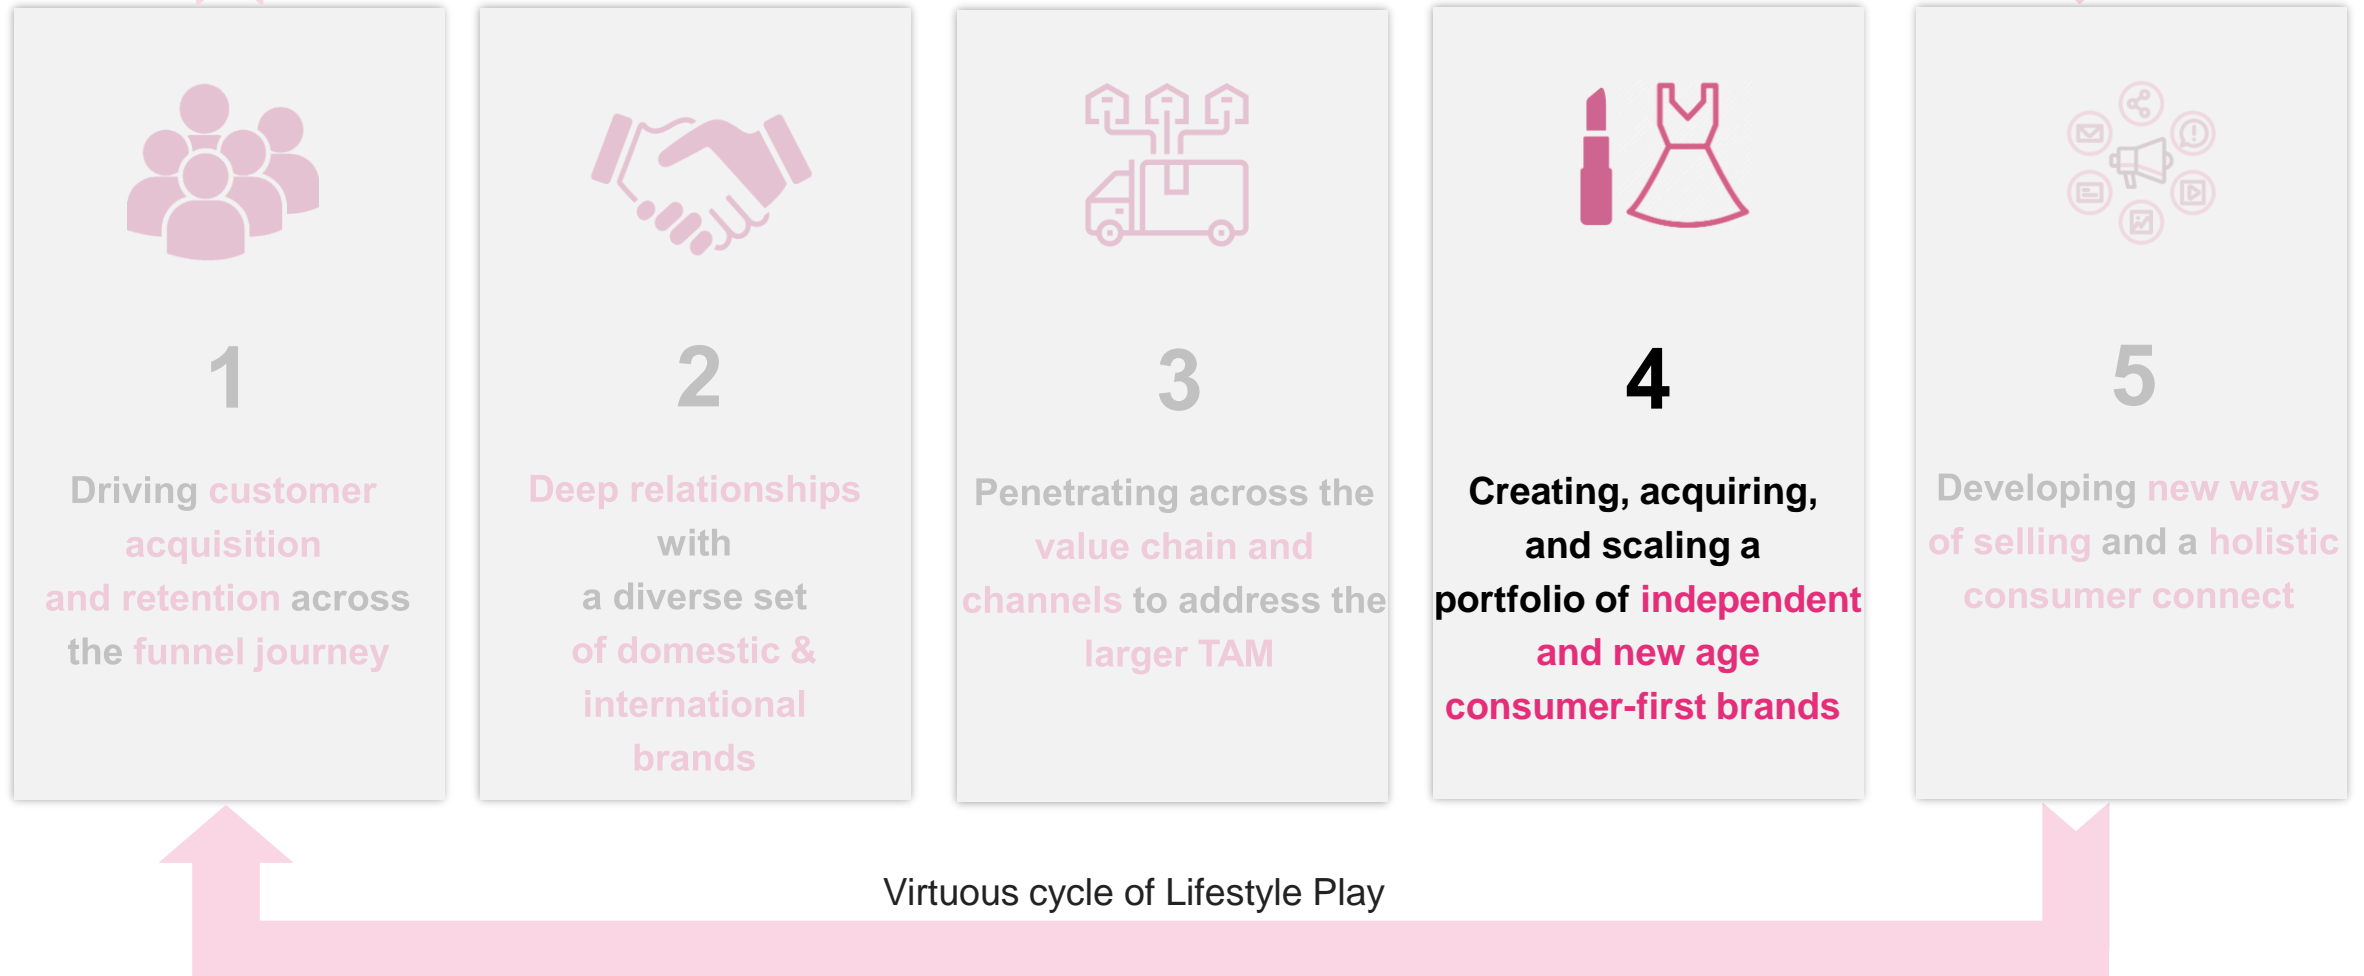 1
Driving customer
acquisition
and retention across
the funnel journey
2
Deep relationships
with
a diverse set
of domestic &
international
brands
3
Penetrating across the
value chain and
channels to address the
larger TAM
4
Creating, acquiring,
and scaling a
portfolio of independent
and new age
consumer-first brands
5
Developing new ways
of selling and a holistic
consumer connect
Virtuous cycle of Lifestyle Play